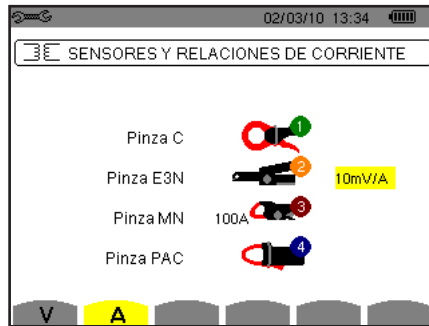 02/03/10 13:34
SENSORES Y RELACIONES DE CORRIENTE
Pinza C 1
Pinza E3N 2 10mV/A
Pinza MN 100A 3
Pinza PAC 4
V A